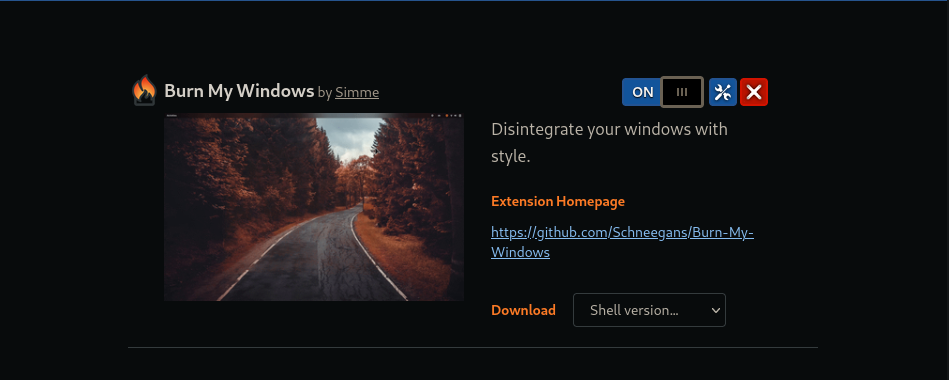 Burn My Windows by Simme
ON
Disintegrate your windows with
style.
Extension Homepage
https://github.com/Schneegans/Burn-My-
Windows
Download Shell version...